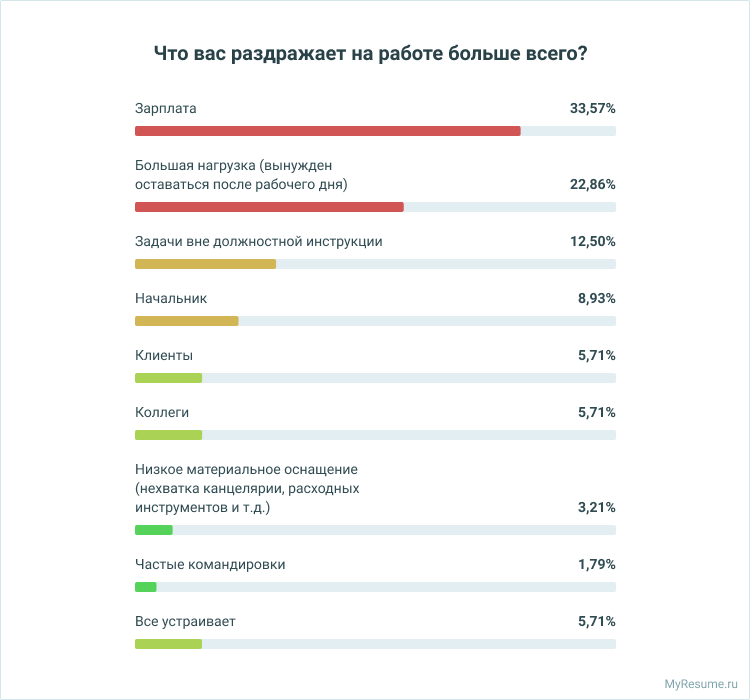 Что вас раздражает на работе больше всего?
Зарплата 33,57%
Большая нагрузка (вынужден
оставаться после рабочего дня) 22,86%
Задачи вне должностной инструкции 12,50%
Начальник 8,93%
Клиенты 5,71%
Коллеги 5,71%
Низкое материальное оснащение
(нехватка канцелярии, расходных
инструментов и т.д.) 3,21%
Частые командировки 1,79%
Все устраивает 5,71%
MyResume.ru